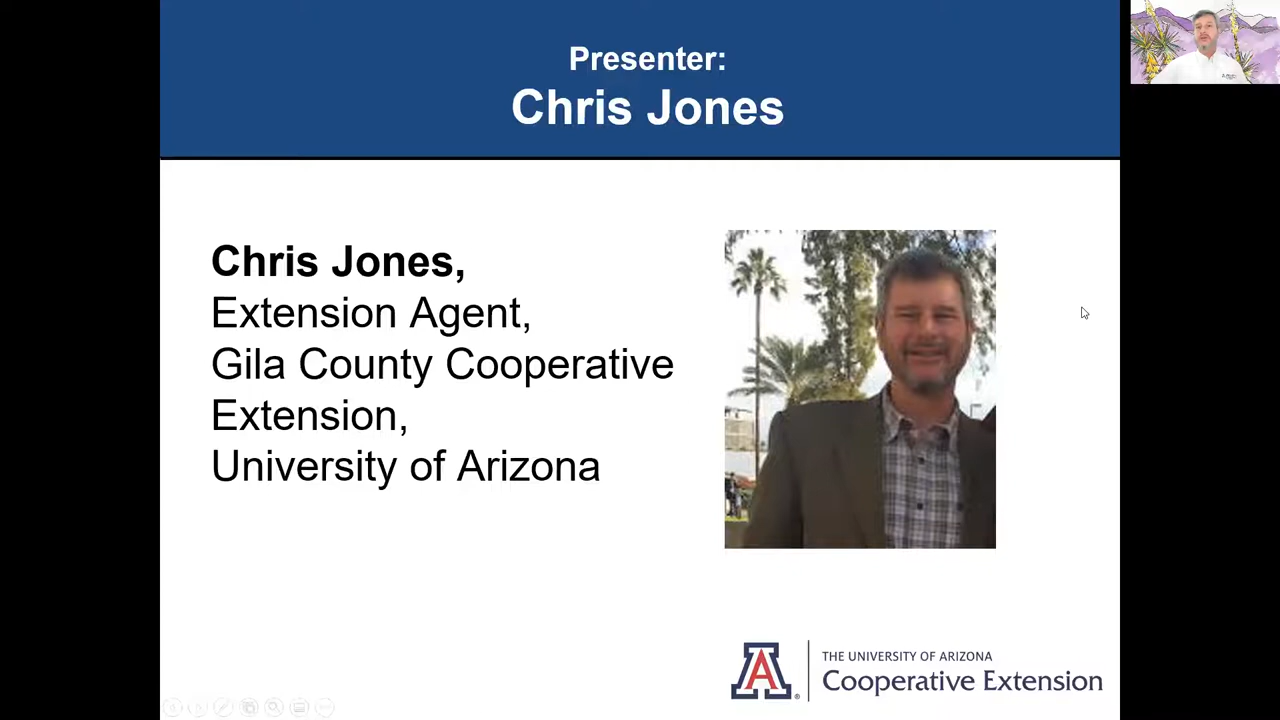 Presenter:
Chris Jones
Chris Jones,
Extension Agent,
Gila County Cooperative
Extension,
University of Arizona
A
THE UNIVERSITY OF ARIZONA
Cooperative Extension